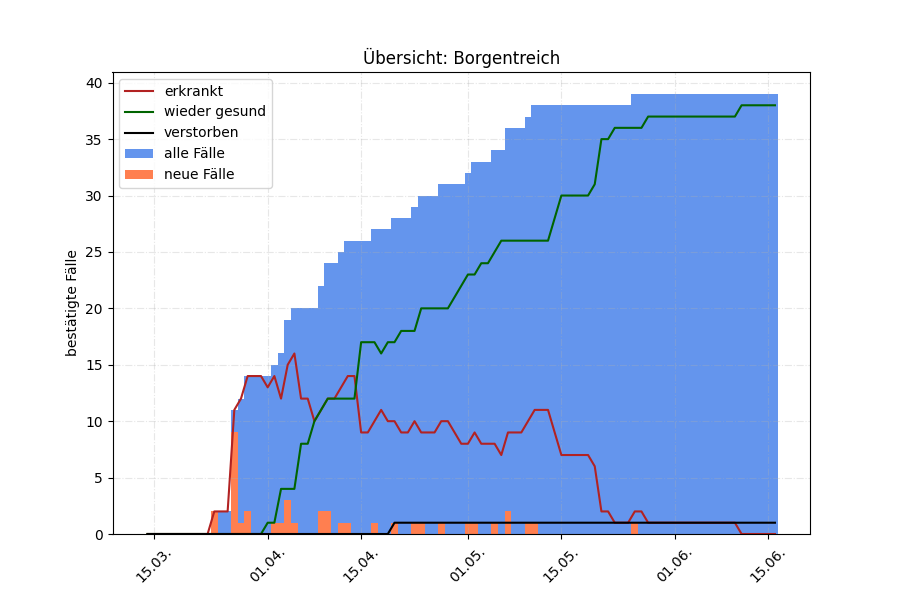 Übersicht: Borgentreich
erkrankt
wieder gesund
verstorben
alle Fälle
neue Fälle
bestätigte Fälle
40
35
30
25
20
15
10
5
0
15.03.
01.04.
15.04.
01.05.
15.05.
01.06.
15.06.